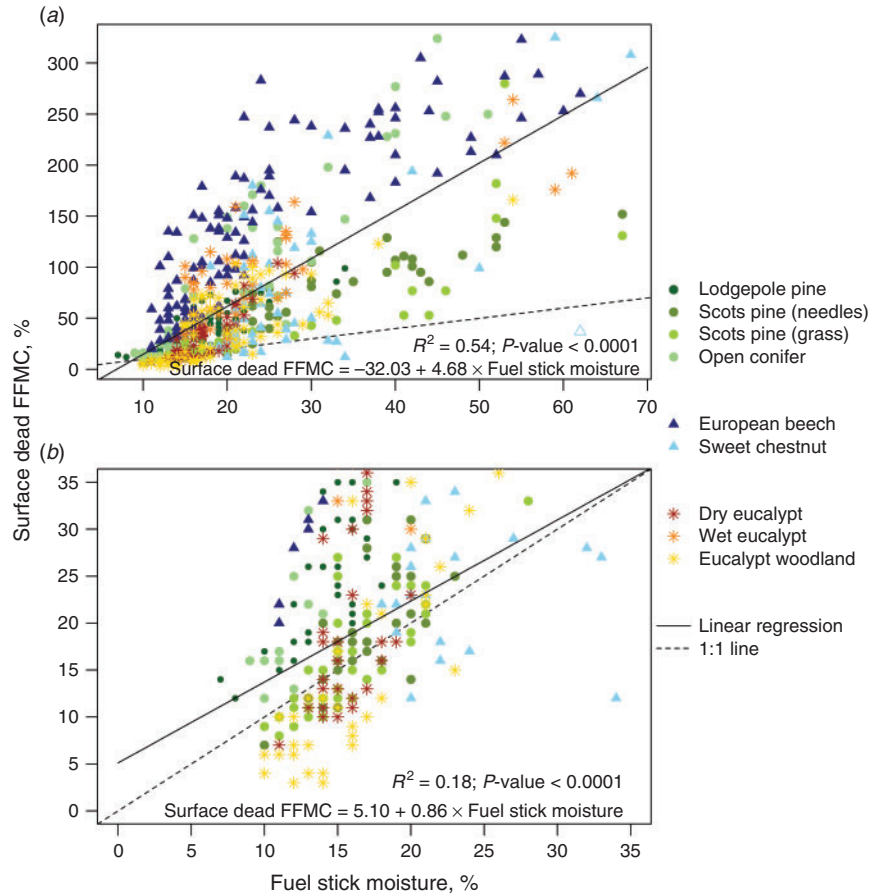 (a)
300
250
200
150
100
50
0
R² = 0.54; P-value < 0.0001
Surface dead FFMC = –32.03 + 4.68 × Fuel stick moisture
10 20 30 40 50 60 70
Surface dead FFMC, %
(b)
35
30
25
20
15
10
5
0
R² = 0.18; P-value < 0.0001
Surface dead FFMC = 5.10 + 0.86 × Fuel stick moisture
0 5 10 15 20 25 30 35
Fuel stick moisture, %
Lodgepole pine
Scots pine (needles)
Scots pine (grass)
Open conifer
European beech
Sweet chestnut
Dry eucalypt
Wet eucalypt
Eucalypt woodland
Linear regression
1:1 line